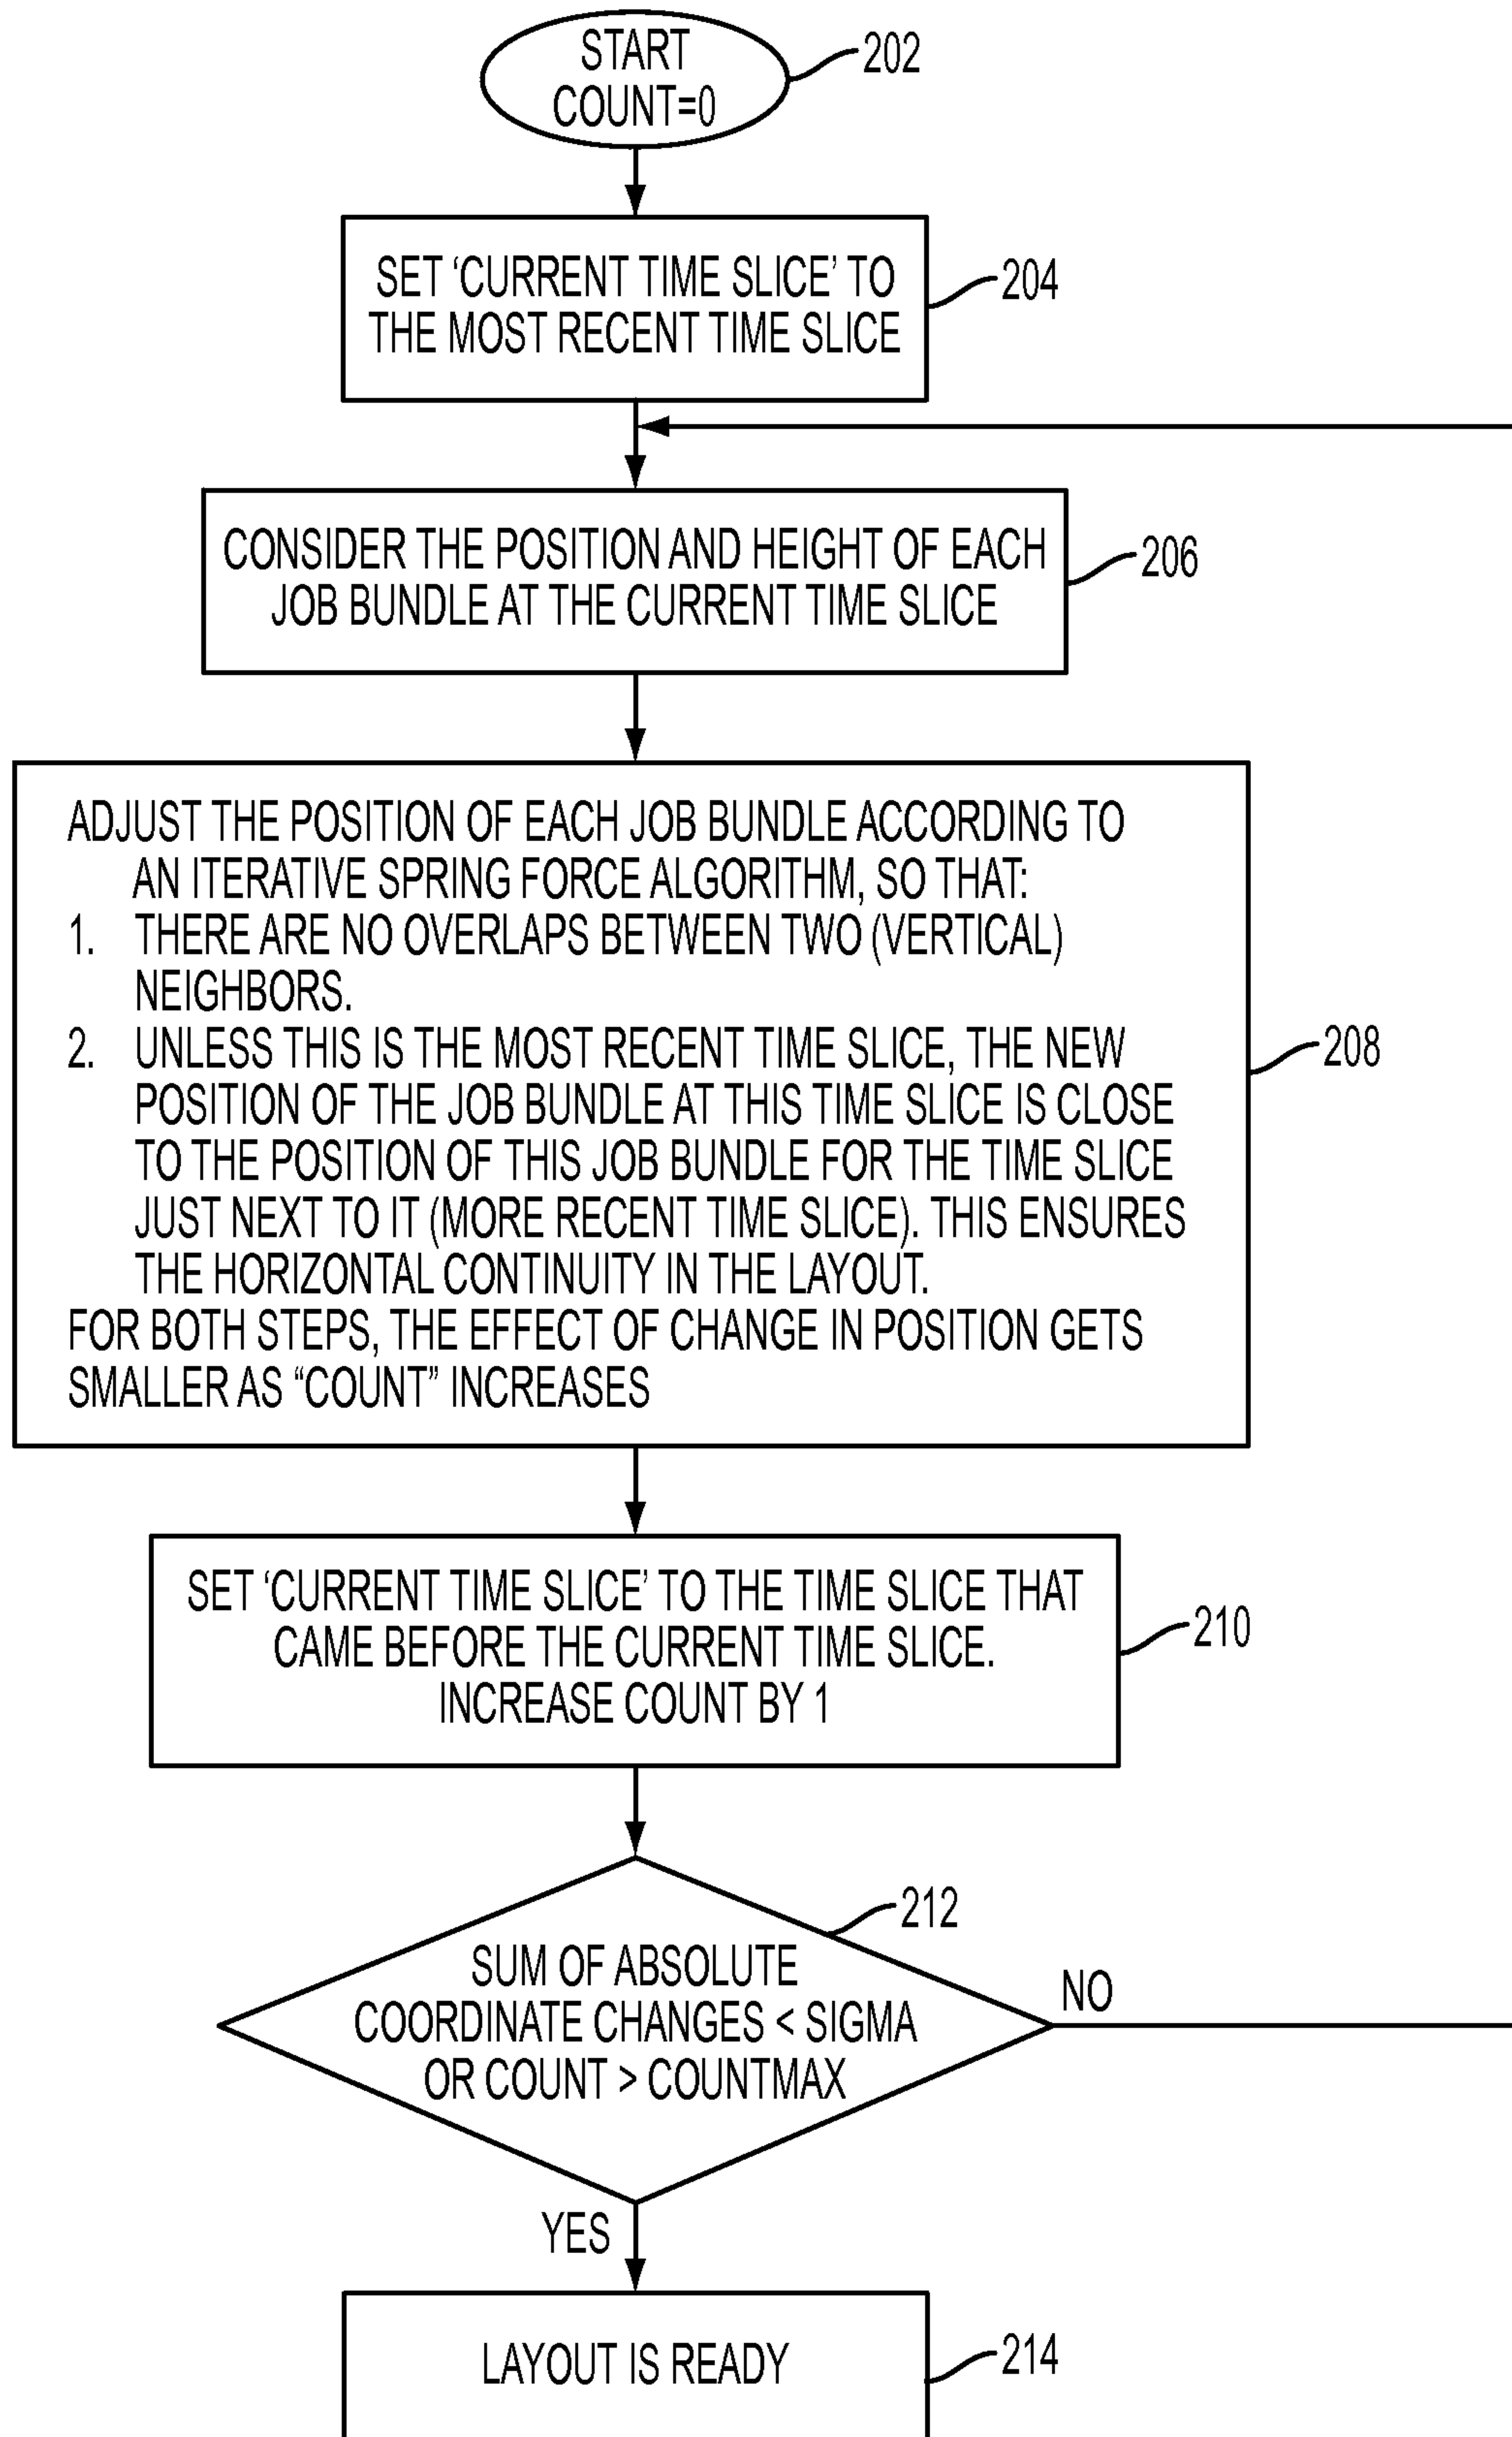 START
COUNT=0
202
SET ‘CURRENT TIME SLICE’ TO
THE MOST RECENT TIME SLICE
204
CONSIDER THE POSITION AND HEIGHT OF EACH
JOB BUNDLE AT THE CURRENT TIME SLICE
206
ADJUST THE POSITION OF EACH JOB BUNDLE ACCORDING TO
AN ITERATIVE SPRING FORCE ALGORITHM, SO THAT:
1. THERE ARE NO OVERLAPS BETWEEN TWO (VERTICAL)
NEIGHBORS.
2. UNLESS THIS IS THE MOST RECENT TIME SLICE, THE NEW
POSITION OF THE JOB BUNDLE AT THIS TIME SLICE IS CLOSE
TO THE POSITION OF THIS JOB BUNDLE FOR THE TIME SLICE
JUST NEXT TO IT (MORE RECENT TIME SLICE). THIS ENSURES
THE HORIZONTAL CONTINUITY IN THE LAYOUT.
FOR BOTH STEPS, THE EFFECT OF CHANGE IN POSITION GETS
SMALLER AS “COUNT” INCREASES
208
SET ‘CURRENT TIME SLICE’ TO THE TIME SLICE THAT
CAME BEFORE THE CURRENT TIME SLICE.
INCREASE COUNT BY 1
210
212
SUM OF ABSOLUTE
COORDINATE CHANGES < SIGMA
OR COUNT > COUNTMAX
NO
YES
LAYOUT IS READY
214